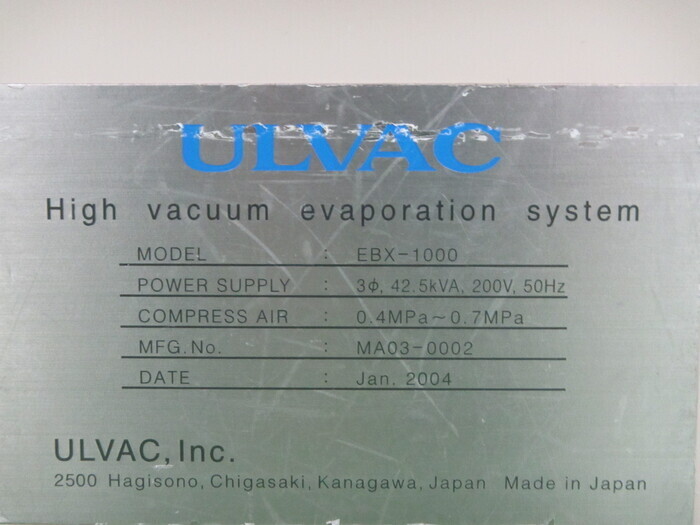 ULVAC
High vacuum evaporation system
MODEL : EBX-1000
POWER SUPPLY : 3Φ, 42.5kVA, 200V, 50Hz
COMPRESS AIR : 0.4MPa~0.7MPa
MFG.No. : MA03-0002
DATE : Jan. 2004
ULVAC, Inc.
2500 Hagisono, Chigasaki, Kanagawa, Japan Made in Japan